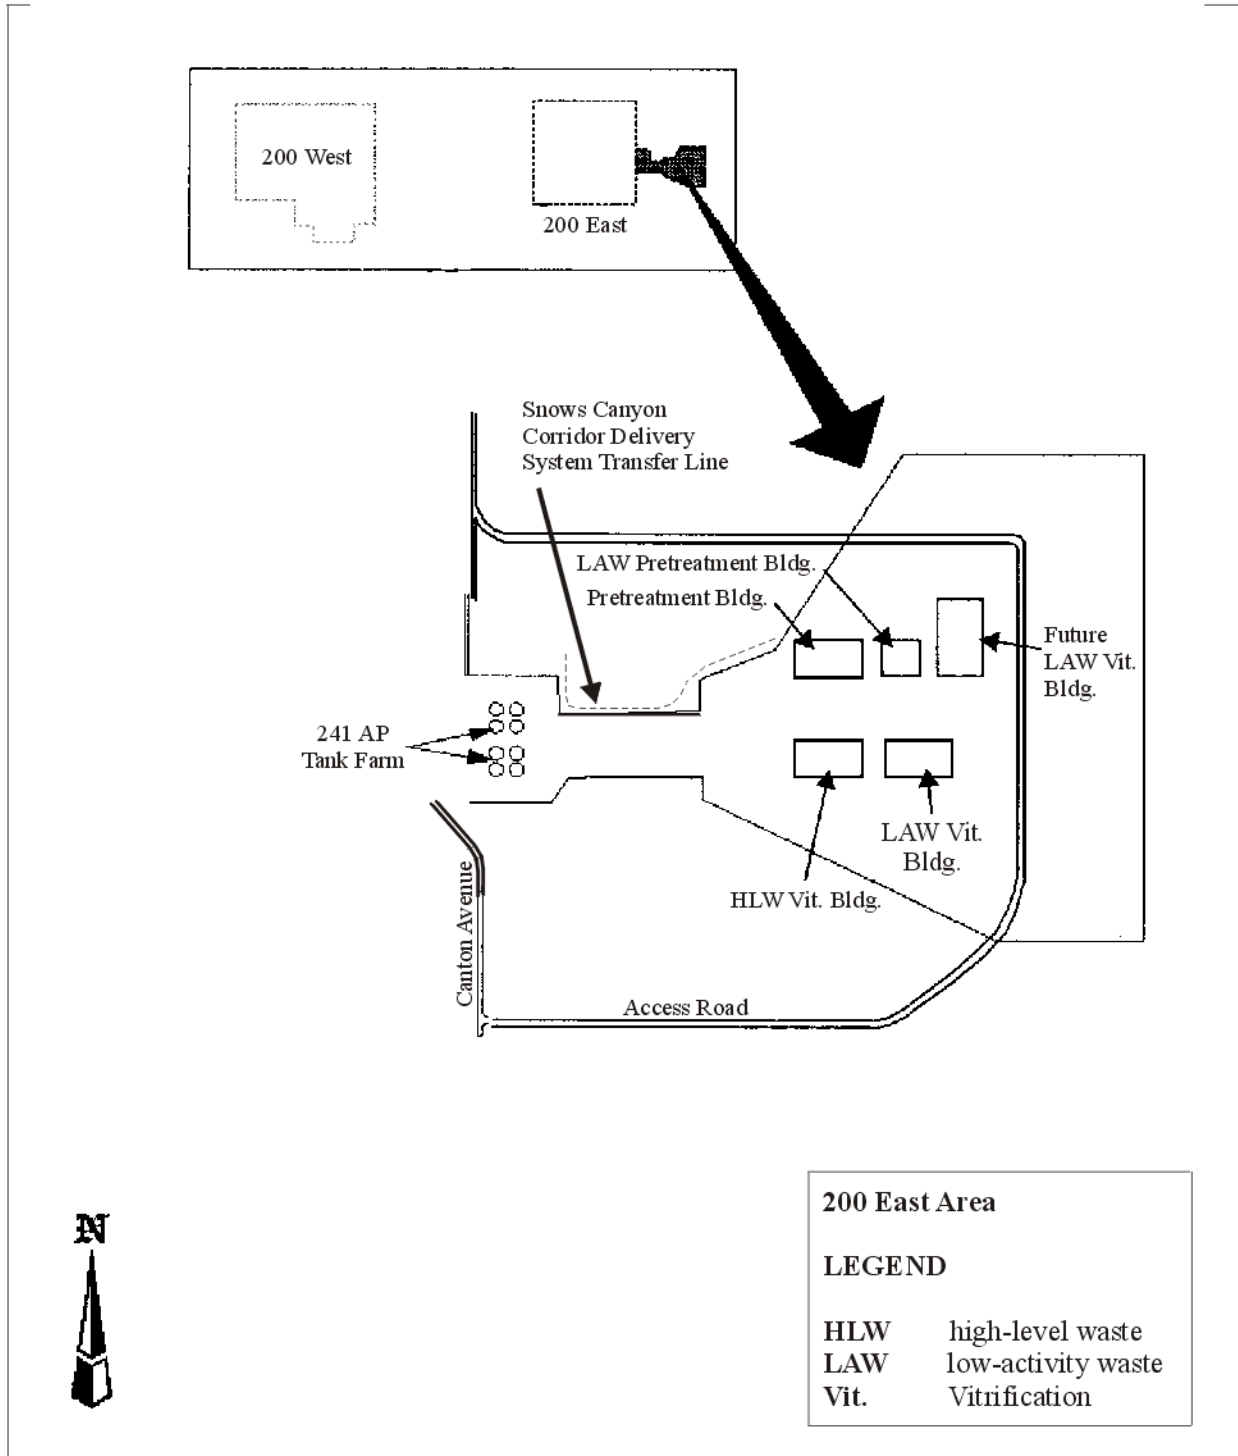 200 West
200 East
Snows Canyon
Corridor Delivery
System Transfer Line
LAW Pretreatment Bldg.
Pretreatment Bldg.
Future
LAW Vit.
Bldg.
241 AP
Tank Farm
LAW Vit.
Bldg.
HLW Vit. Bldg.
Canton Avenue
Access Road
N
200 East Area
LEGEND
HLW high-level waste
LAW low-activity waste
Vit. Vitrification